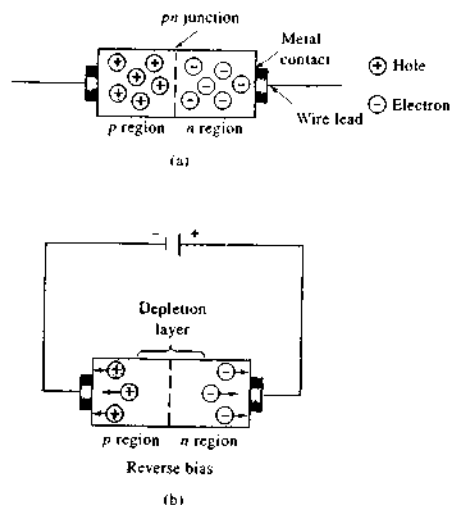 pn junction
Metal
contact
+ Hole
− Electron
Wire lead
p region n region
(a)
− +
Depletion
layer
p region n region
Reverse bias
(b)